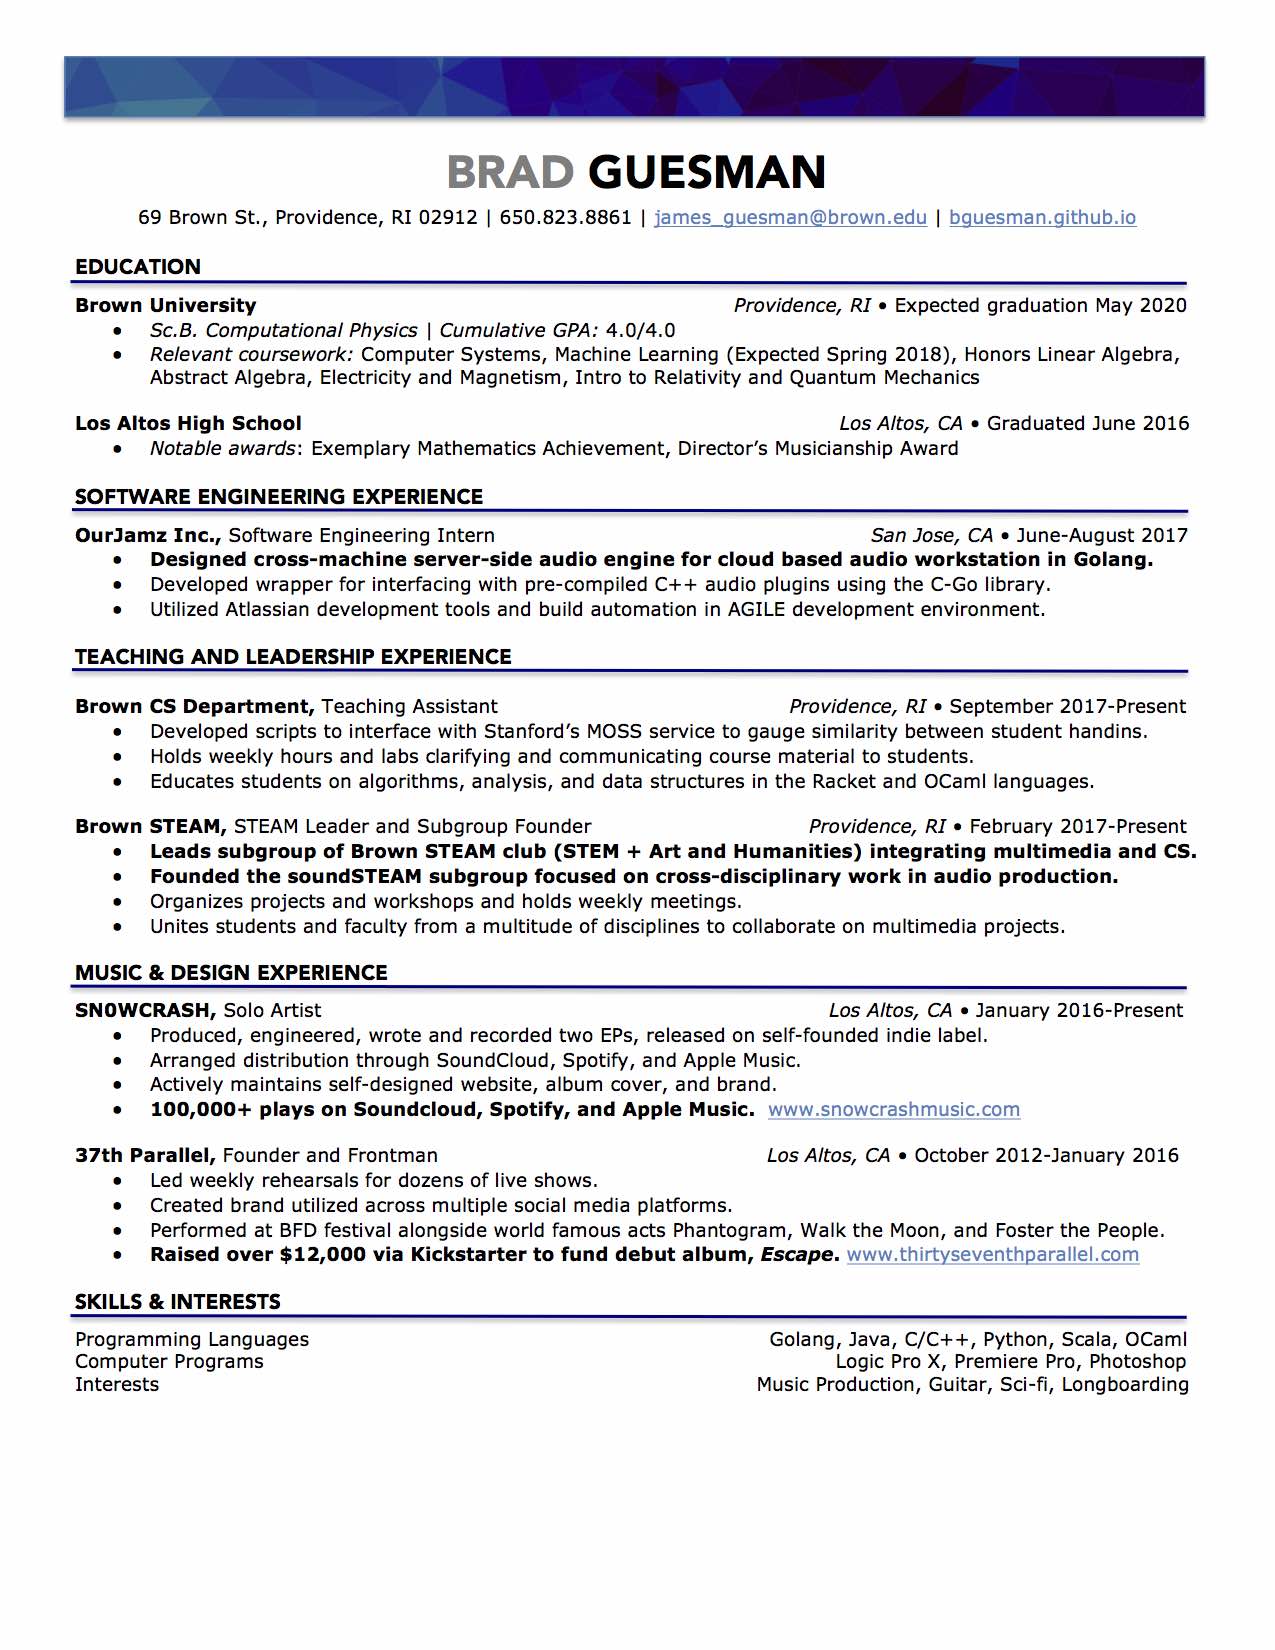 BRAD GUESMAN
69 Brown St., Providence, RI 02912 | 650.823.8861 | james_guesman@brown.edu | bguesman.github.io
EDUCATION
Brown University Providence, RI • Expected graduation May 2020
• Sc.B. Computational Physics | Cumulative GPA: 4.0/4.0
• Relevant coursework: Computer Systems, Machine Learning (Expected Spring 2018), Honors Linear Algebra,
Abstract Algebra, Electricity and Magnetism, Intro to Relativity and Quantum Mechanics
Los Altos High School Los Altos, CA • Graduated June 2016
• Notable awards: Exemplary Mathematics Achievement, Director’s Musicianship Award
SOFTWARE ENGINEERING EXPERIENCE
OurJamz Inc., Software Engineering Intern San Jose, CA • June-August 2017
• Designed cross-machine server-side audio engine for cloud based audio workstation in Golang.
• Developed wrapper for interfacing with pre-compiled C++ audio plugins using the C-Go library.
• Utilized Atlassian development tools and build automation in AGILE development environment.
TEACHING AND LEADERSHIP EXPERIENCE
Brown CS Department, Teaching Assistant Providence, RI • September 2017-Present
• Developed scripts to interface with Stanford’s MOSS service to gauge similarity between student handins.
• Holds weekly hours and labs clarifying and communicating course material to students.
• Educates students on algorithms, analysis, and data structures in the Racket and OCaml languages.
Brown STEAM, STEAM Leader and Subgroup Founder Providence, RI • February 2017-Present
• Leads subgroup of Brown STEAM club (STEM + Art and Humanities) integrating multimedia and CS.
• Founded the soundSTEAM subgroup focused on cross-disciplinary work in audio production.
• Organizes projects and workshops and holds weekly meetings.
• Unites students and faculty from a multitude of disciplines to collaborate on multimedia projects.
MUSIC & DESIGN EXPERIENCE
SN0WCRASH, Solo Artist Los Altos, CA • January 2016-Present
• Produced, engineered, wrote and recorded two EPs, released on self-founded indie label.
• Arranged distribution through SoundCloud, Spotify, and Apple Music.
• Actively maintains self-designed website, album cover, and brand.
• 100,000+ plays on Soundcloud, Spotify, and Apple Music. www.snowcrashmusic.com
37th Parallel, Founder and Frontman Los Altos, CA • October 2012-January 2016
• Led weekly rehearsals for dozens of live shows.
• Created brand utilized across multiple social media platforms.
• Performed at BFD festival alongside world famous acts Phantogram, Walk the Moon, and Foster the People.
• Raised over $12,000 via Kickstarter to fund debut album, Escape. www.thirtyseventhparallel.com
SKILLS & INTERESTS
Programming Languages Golang, Java, C/C++, Python, Scala, OCaml
Computer Programs Logic Pro X, Premiere Pro, Photoshop
Interests Music Production, Guitar, Sci-fi, Longboarding